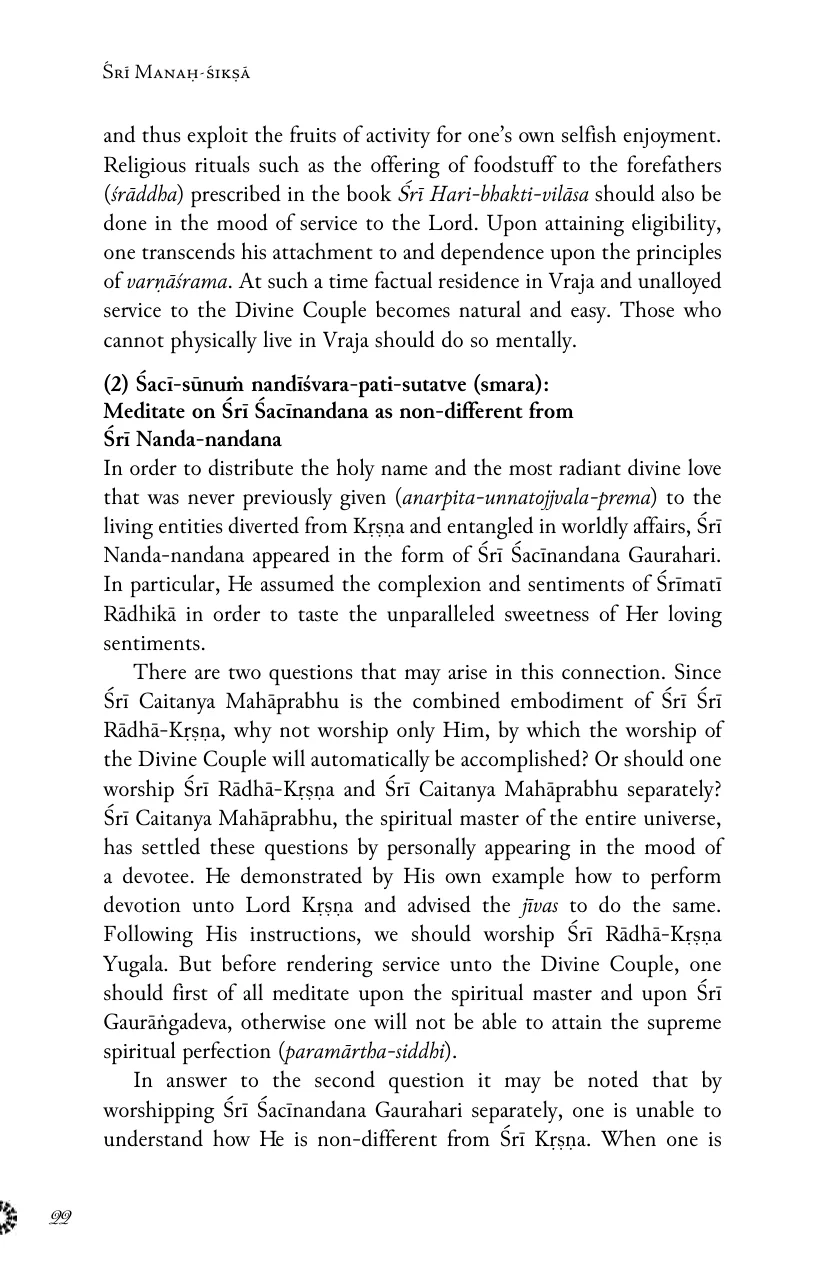 Śrī Manaḥ-śikṣā
and thus exploit the fruits of activity for one’s own selfish enjoyment.
Religious rituals such as the offering of foodstuff to the forefathers
(śrāddha) prescribed in the book Śrī Hari-bhakti-vilāsa should also be
done in the mood of service to the Lord. Upon attaining eligibility,
one transcends his attachment to and dependence upon the principles
of varṇāśrama. At such a time factual residence in Vraja and unalloyed
service to the Divine Couple becomes natural and easy. Those who
cannot physically live in Vraja should do so mentally.
(2) Śacī-sūnuṁ nandīśvara-pati-sutatve (smara):
Meditate on Śrī Śacīnandana as non-different from
Śrī Nanda-nandana
In order to distribute the holy name and the most radiant divine love
that was never previously given (anarpita-unnatojjvala-prema) to the
living entities diverted from Kṛṣṇa and entangled in worldly affairs, Śrī
Nanda-nandana appeared in the form of Śrī Śacīnandana Gaurahari.
In particular, He assumed the complexion and sentiments of Śrīmatī
Rādhikā in order to taste the unparalleled sweetness of Her loving
sentiments.
There are two questions that may arise in this connection. Since
Śrī Caitanya Mahāprabhu is the combined embodiment of Śrī Śrī
Rādhā-Kṛṣṇa, why not worship only Him, by which the worship of
the Divine Couple will automatically be accomplished? Or should one
worship Śrī Rādhā-Kṛṣṇa and Śrī Caitanya Mahāprabhu separately?
Śrī Caitanya Mahāprabhu, the spiritual master of the entire universe,
has settled these questions by personally appearing in the mood of
a devotee. He demonstrated by His own example how to perform
devotion unto Lord Kṛṣṇa and advised the jīvas to do the same.
Following His instructions, we should worship Śrī Rādhā-Kṛṣṇa
Yugala. But before rendering service unto the Divine Couple, one
should first of all meditate upon the spiritual master and upon Śrī
Gaurāṅgadeva, otherwise one will not be able to attain the supreme
spiritual perfection (paramārtha-siddhi).
In answer to the second question it may be noted that by
worshipping Śrī Śacīnandana Gaurahari separately, one is unable to
understand how He is non-different from Śrī Kṛṣṇa. When one is
22